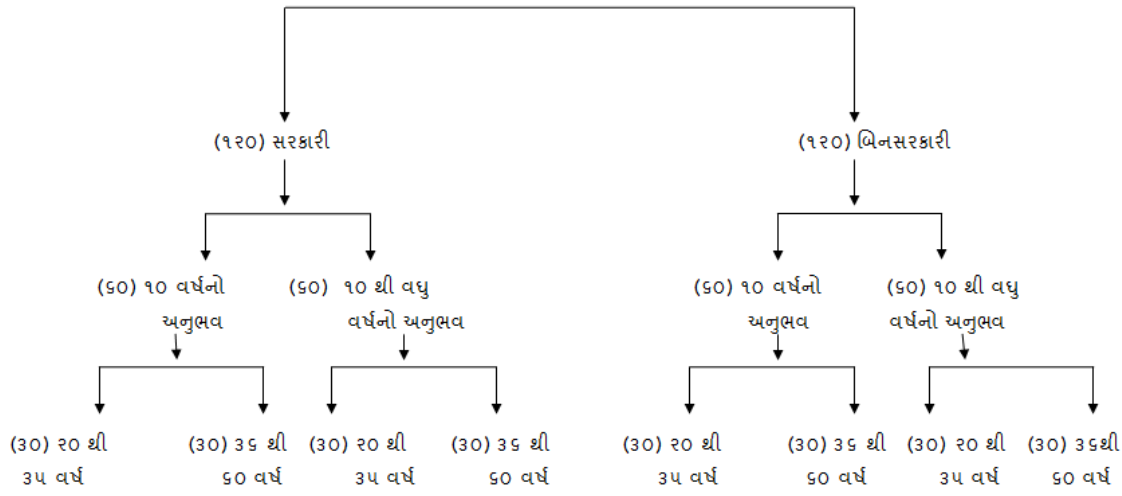 (૧૨૦) સરકારી (૧૨૦) બિનસરકારી
(૬૦) ૧૦ વર્ષનો (૬૦) ૧૦ થી વધુ (૬૦) ૧૦ વર્ષનો (૬૦) ૧૦ થી વધુ
અનુભવ વર્ષનો અનુભવ અનુભવ વર્ષનો અનુભવ
(૩૦) ૨૦ થી (૩૦) ૩૬ થી (૩૦) ૨૦ થી (૩૦) ૩૬ થી (૩૦) ૨૦ થી (૩૦) ૩૬ થી (૩૦) ૨૦ થી (૩૦) ૩૬થી
૩૫ વર્ષ ૬૦ વર્ષ ૩૫ વર્ષ ૬૦ વર્ષ ૩૫ વર્ષ ૬૦ વર્ષ ૩૫ વર્ષ ૬૦ વર્ષ